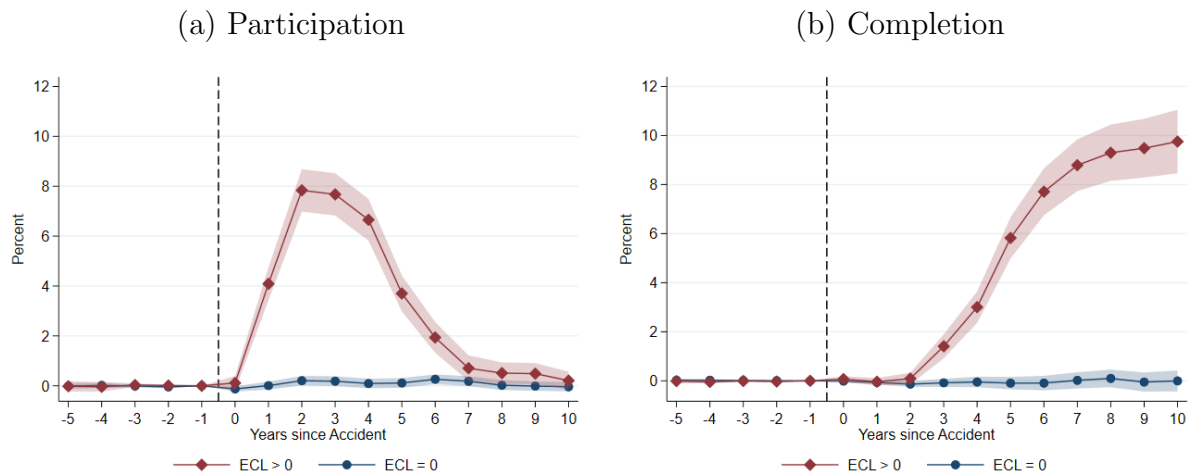 (a) Participation
12
10
8
6
4
2
0
Percent
-5 -4 -3 -2 -1 0 1 2 3 4 5 6 7 8 9 10
Years since Accident
ECL > 0 ECL = 0
(b) Completion
12
10
8
6
4
2
0
Percent
-5 -4 -3 -2 -1 0 1 2 3 4 5 6 7 8 9 10
Years since Accident
ECL > 0 ECL = 0